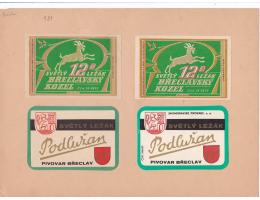 12°
SVĚTLÝ LEŽÁK
BŘECLAVSKÝ
KOZEL
12°
SVĚTLÝ LEŽÁK
BŘECLAVSKÝ
KOZEL
SVĚTLÝ LEŽÁK
Podlužan
PIVOVAR BŘECLAV
SVĚTLÝ LEŽÁK
Podlužan
PIVOVAR BŘECLAV